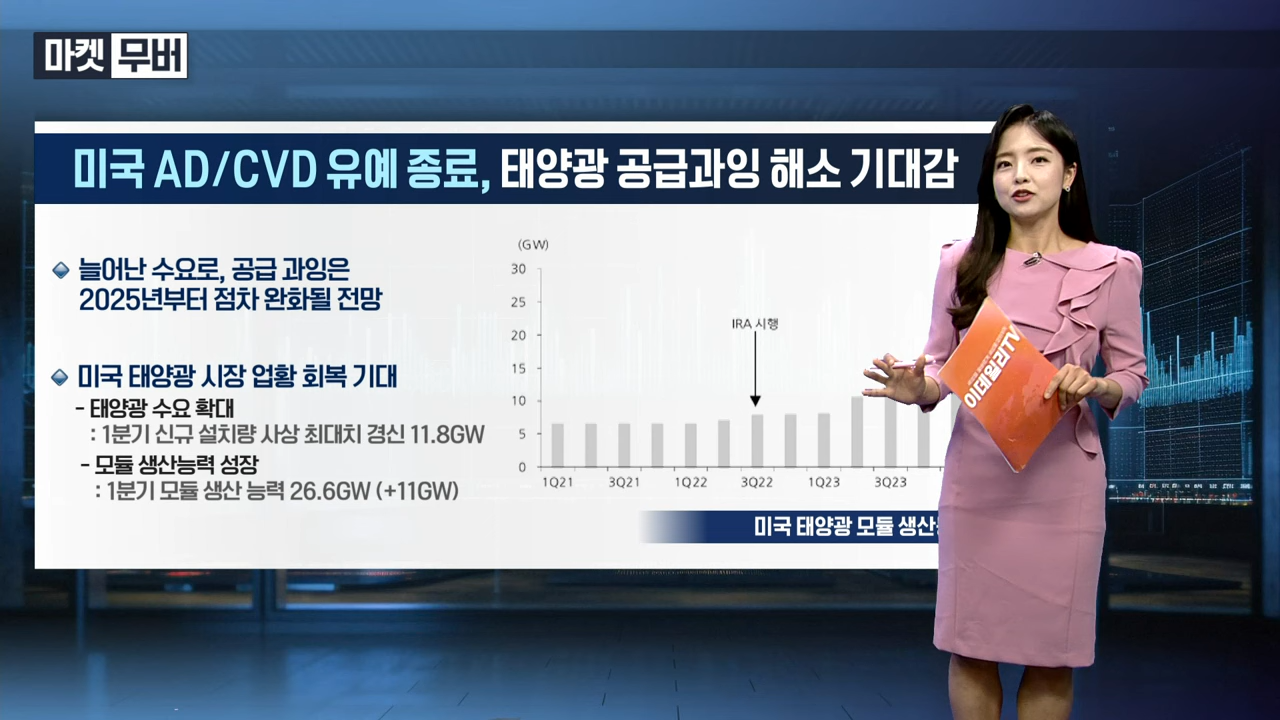 마켓 무버
미국 AD/CVD 유예 종료, 태양광 공급과잉 해소 기대감
늘어난 수요로, 공급 과잉은
2025년부터 점차 완화될 전망
미국 태양광 시장 업황 회복 기대
- 태양광 수요 확대
: 1분기 신규 설치량 사상 최대치 경신 11.8GW
- 모듈 생산능력 성장
: 1분기 모듈 생산 능력 26.6GW (+11GW)
(GW)
30
25
20
15
10
5
0
IRA 시행
1Q21 3Q21 1Q22 3Q22 1Q23 3Q23
미국 태양광 모듈 생산
이데일리TV